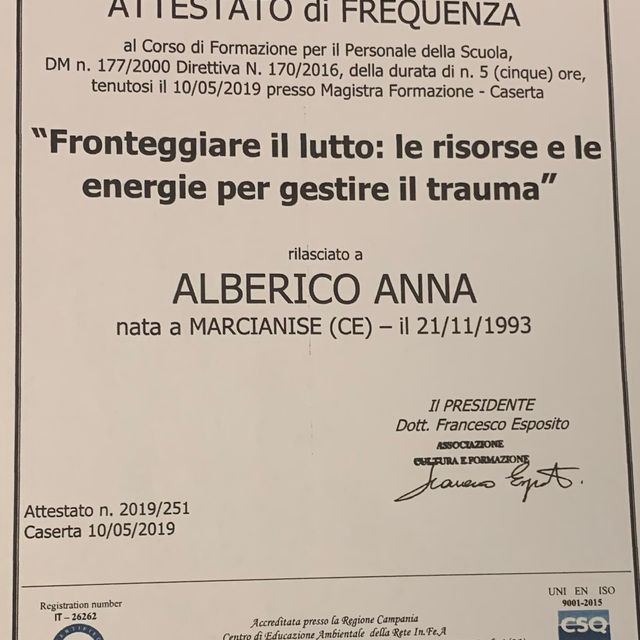 ATTESTATO di FREQUENZA
al Corso di Formazione per il Personale della Scuola,
DM n. 177/2000 Direttiva N. 170/2016, della durata di n. 5 (cinque) ore,
tenutosi il 10/05/2019 presso Magistra Formazione - Caserta
"Fronteggiare il lutto: le risorse e le
energie per gestire il trauma"
rilasciato a
ALBERICO ANNA
nata a MARCIANISE (CE) – il 21/11/1993
Il PRESIDENTE
Dott. Francesco Esposito
ASSOCIAZIONE
CULTURA E FORMAZIONE
Attestato n. 2019/251
Caserta 10/05/2019
Registration number
IT - 26262
Accreditata presso la Regione Campania
Centro di Educazione Ambientale della Rete In.Fe.A
UNI EN ISO
9001-2015
CSQ